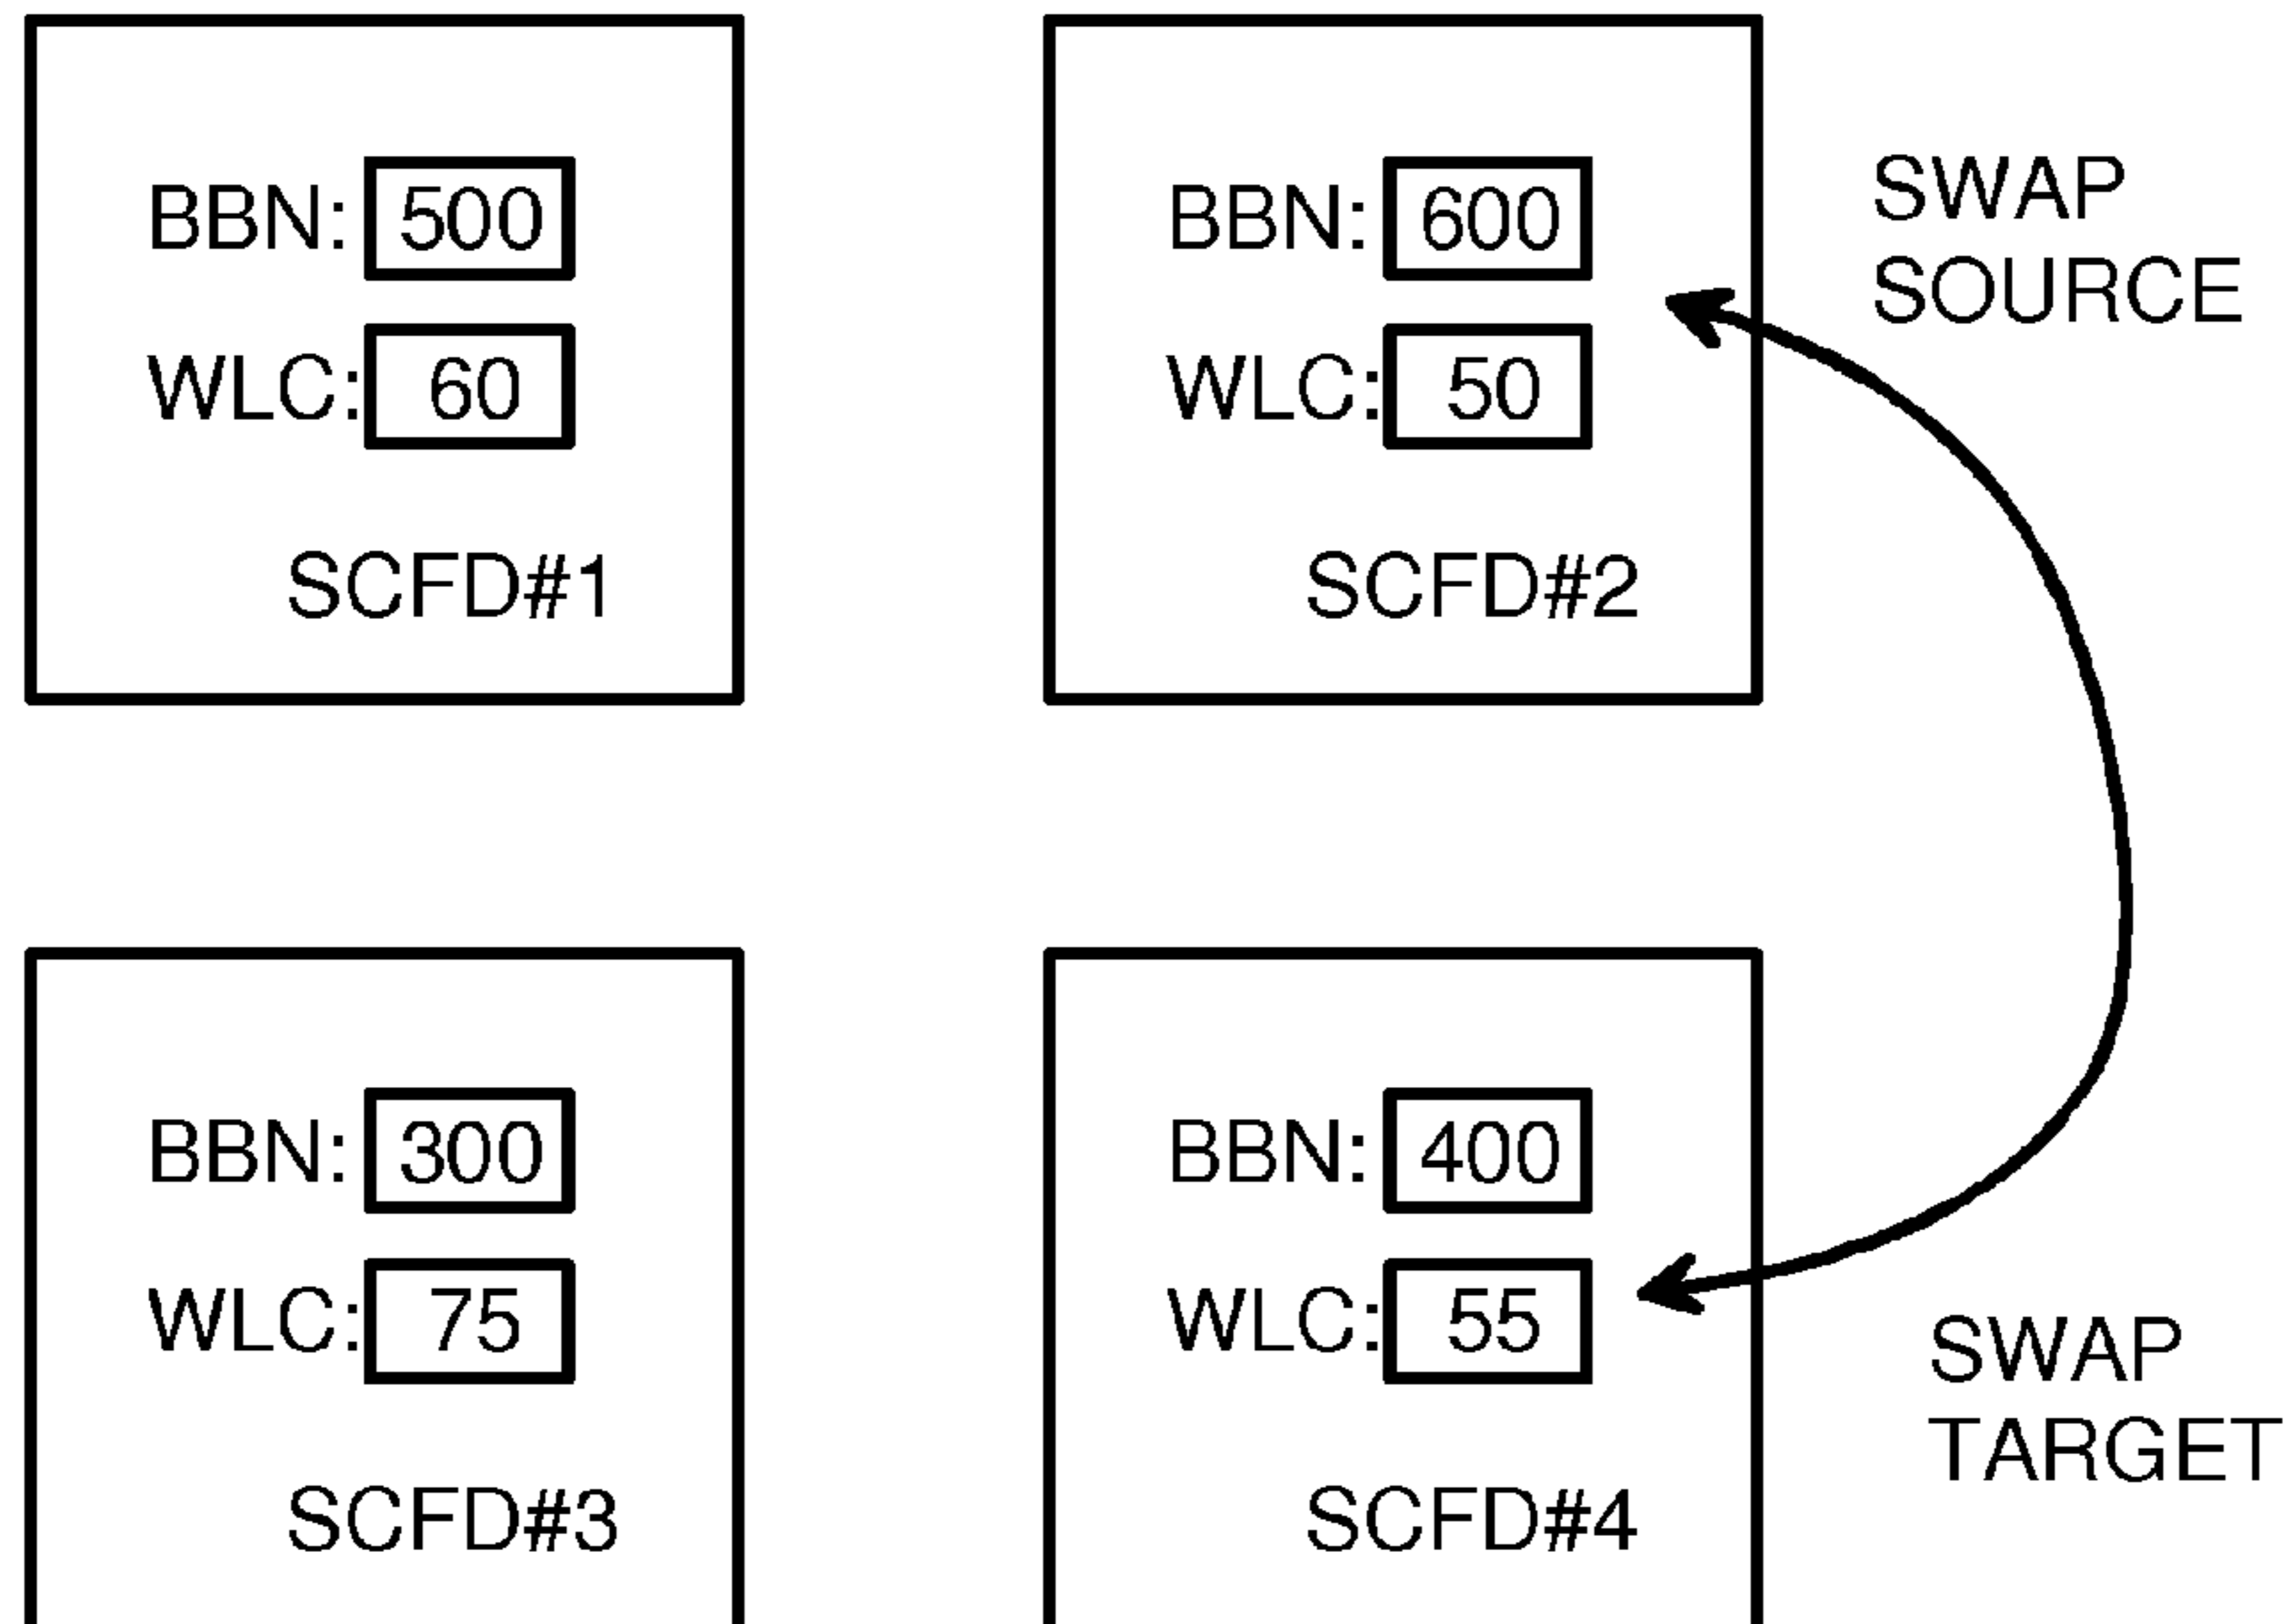 BBN: 500
WLC: 60
SCFD#1
BBN: 600
WLC: 50
SCFD#2
SWAP
SOURCE
BBN: 300
WLC: 75
SCFD#3
BBN: 400
WLC: 55
SCFD#4
SWAP
TARGET